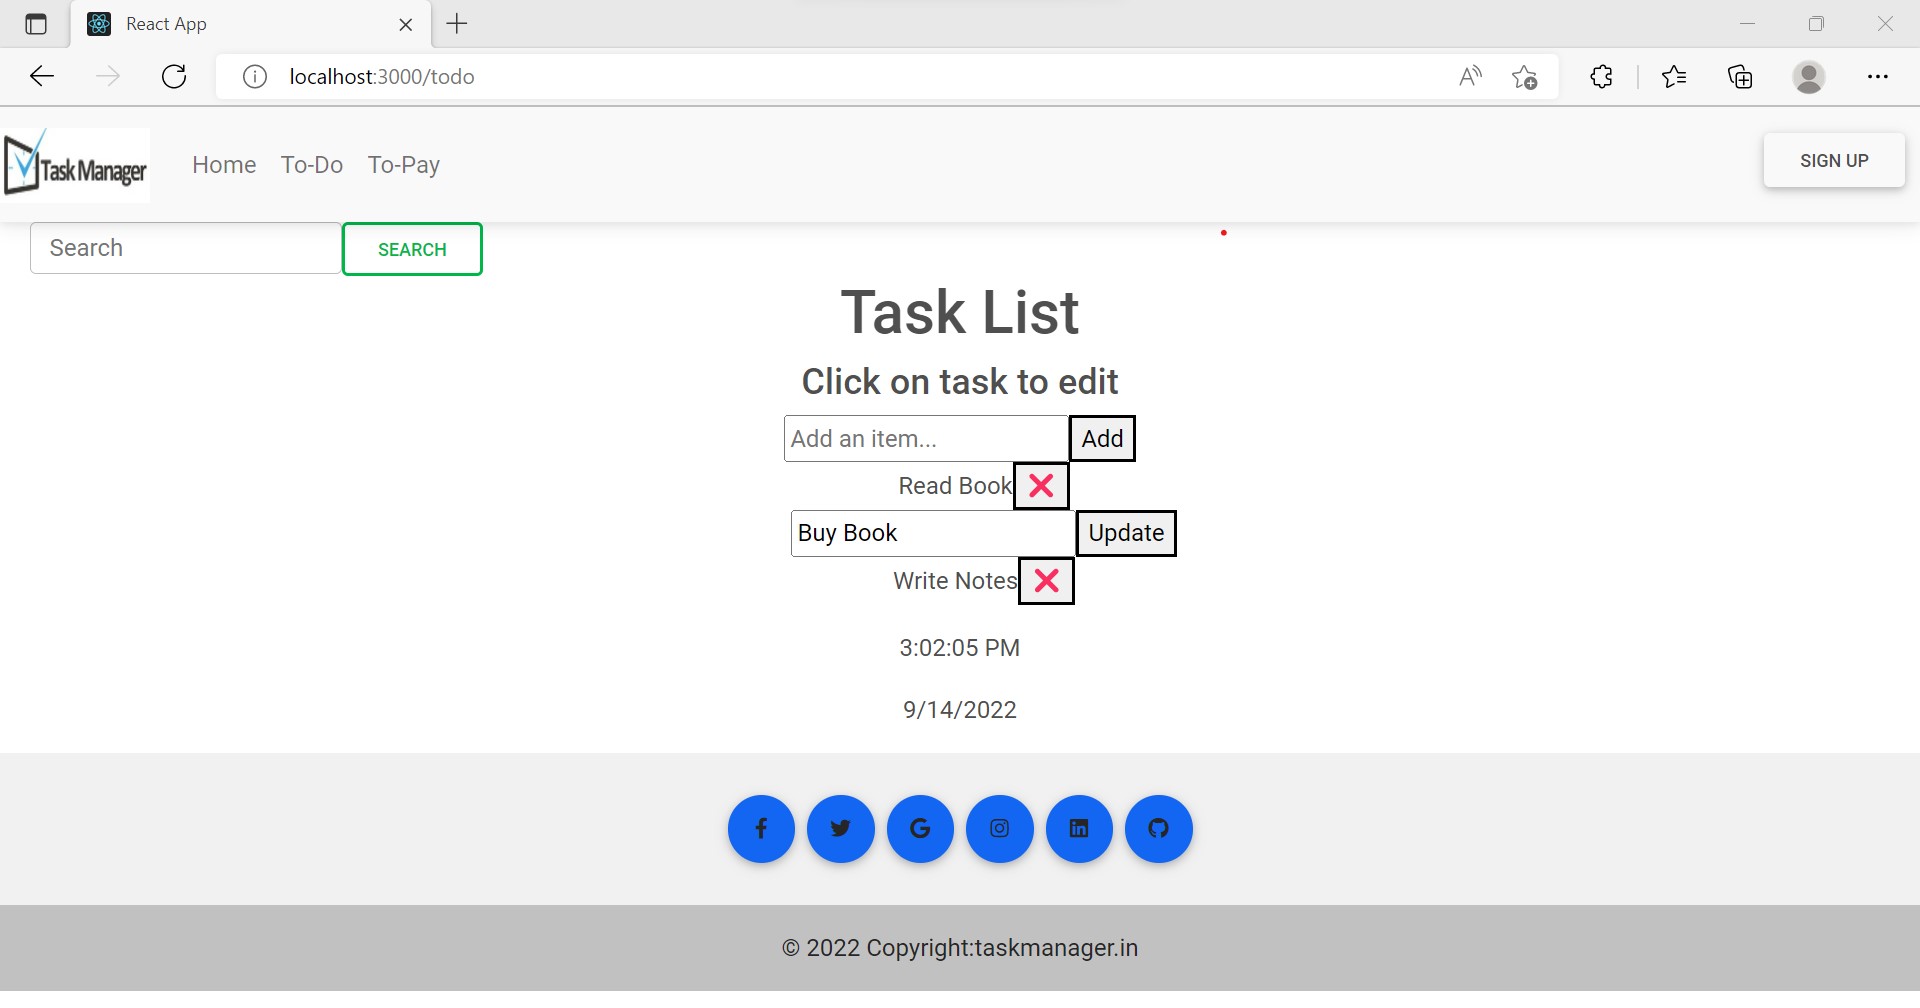 React App
localhost:3000/todo
Task Manager
Home To-Do To-Pay
SIGN UP
Search SEARCH
Task List
Click on task to edit
Add an item... Add
Read Book
Buy Book Update
Write Notes
3:02:05 PM
9/14/2022
© 2022 Copyright:taskmanager.in